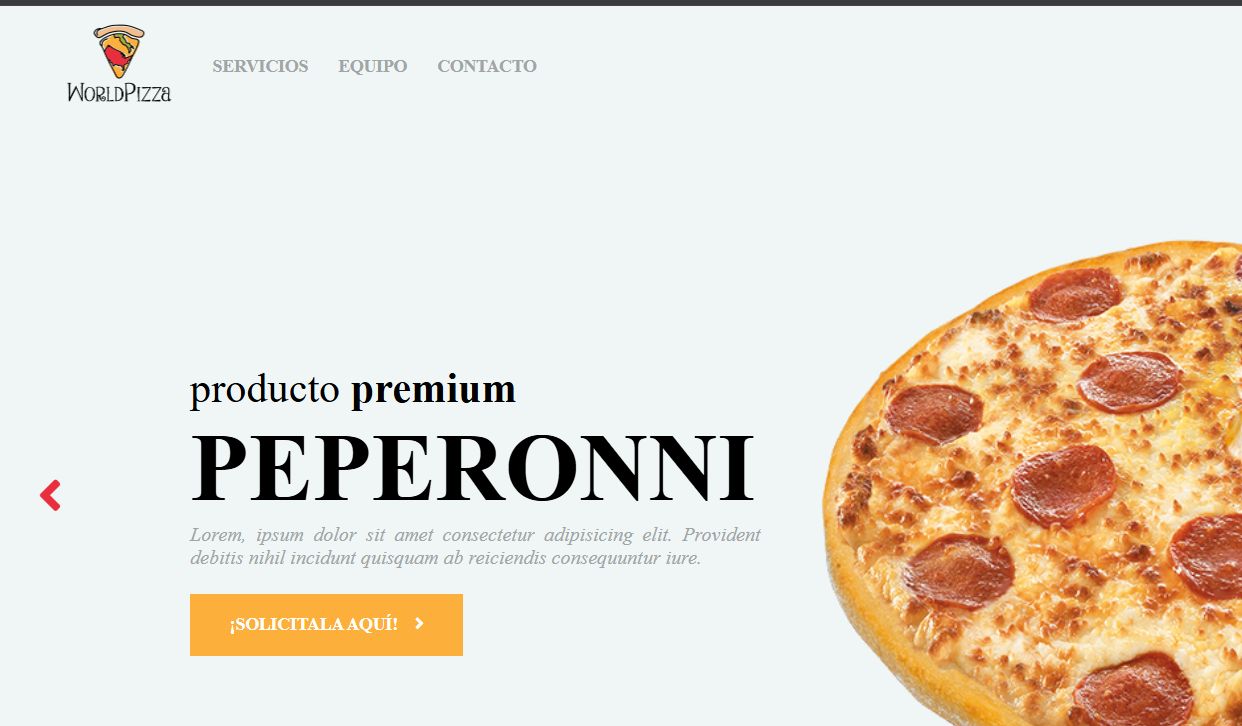 WORLDPIZZA
SERVICIOS EQUIPO CONTACTO
producto premium
PEPERONNI
Lorem, ipsum dolor sit amet consectetur adipisicing elit. Provident
debitis nihil incidunt quisquam ab reiciendis consequuntur iure.
¡SOLICITALA AQUÍ!